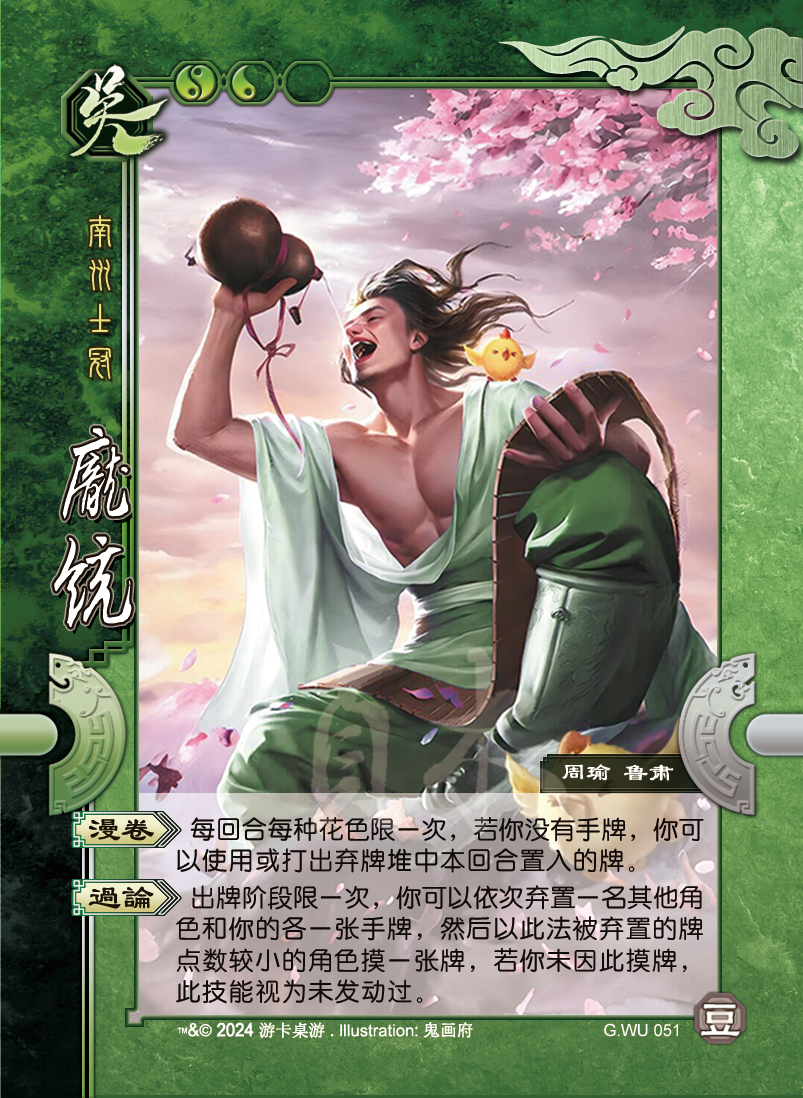 吴
南州士冠
龐統
周瑜 鲁肃
漫卷 每回合每种花色限一次，若你没有手牌，你可
以使用或打出弃牌堆中本回合置入的牌。
過論 出牌阶段限一次，你可以依次弃置一名其他角
色和你的各一张手牌，然后以此法被弃置的牌
点数较小的角色摸一张牌，若你未因此摸牌，
此技能视为未发动过。
™&© 2024 游卡桌游 . Illustration: 鬼画府
G.WU 051
豆